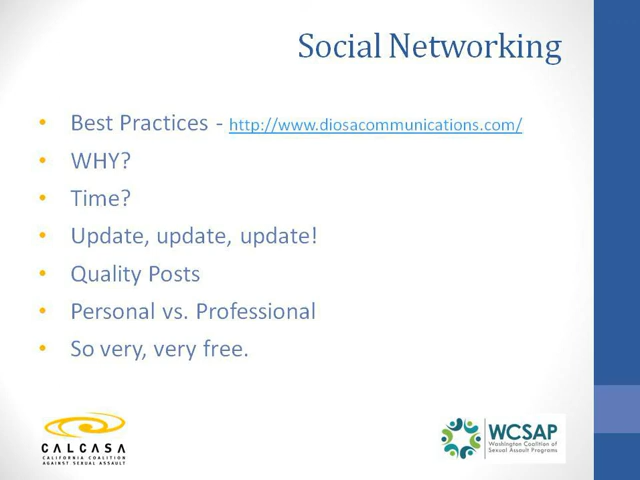 Social Networking
• Best Practices - http://www.diosacommunications.com/
• WHY?
• Time?
• Update, update, update!
• Quality Posts
• Personal vs. Professional
• So very, very free.
CALCASA
CALIFORNIA COALITION
AGAINST SEXUAL ASSAULT
WCSAP
Washington Coalition of
Sexual Assault Programs